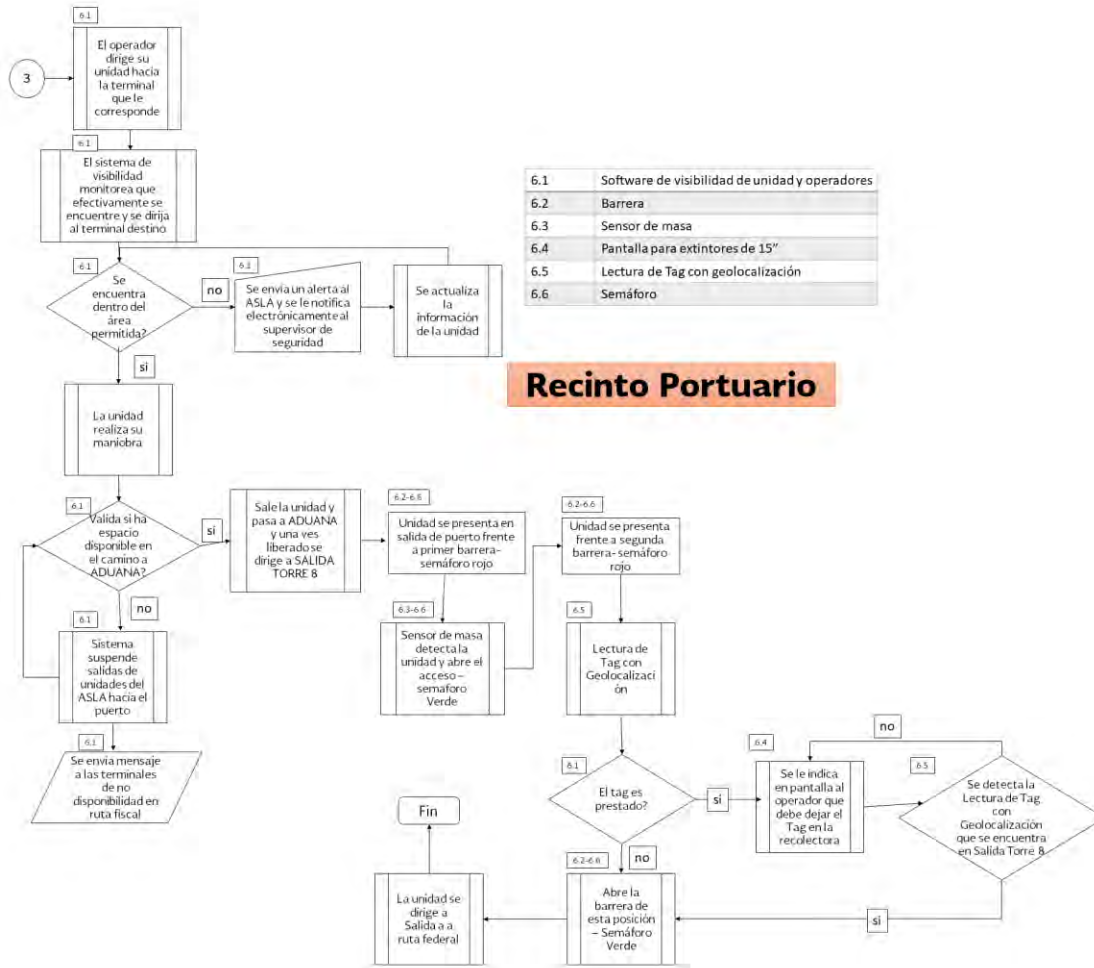 6.1
El operador
dirige su
unidad hacia
la terminal
que le
corresponde
3
6.1
El sistema de
visibilidad
monitorea que
efectivamente se
encuentre y se dirija
al terminal destino
6.1 Software de visibilidad de unidad y operadores
6.2 Barrera
6.3 Sensor de masa
6.4 Pantalla para extintores de 15”
6.5 Lectura de Tag con geolocalización
6.6 Semáforo
6.1
Se
encuentra
dentro del
área
permitida?
no
6.1
Se envía un alerta al
ASLA y se le notifica
electrónicamente al
supervisor de
seguridad
Se actualiza
la
información
de la unidad
si
Recinto Portuario
La unidad
realiza su
maniobra
6.1
Valida si ha
espacio
disponible en
el camino a
ADUANA?
si
Sale la unidad y
pasa a ADUANA
y una ves
liberado se
dirige a SALIDA
TORRE 8
6.2-6.6
Unidad se presenta en
salida de puerto frente
a primer barrera-
semáforo rojo
6.2-6.6
Unidad se presenta
frente a segunda
barrera- semáforo
rojo
no
6.1
Sistema
suspende
salidas de
unidades del
ASLA hacia el
puerto
6.3-6.6
Sensor de masa
detecta la
unidad y abre el
acceso –
semaforo
Verde
6.5
Lectura de
Tag con
Geolocalizaci
ón
6.1
Se envia mensaje
a las terminales
de no
disponibilidad en
ruta fiscal
6.1
El tag es
prestado?
si
6.4
Se le indica
en pantalla al
operador que
debe dejar el
Tag en la
recolectora
no
6.5
Se detecta la
Lectura de Tag
con
Geolocalización
que se encuentra
en Salida Torre 8
Fin
no
6.2-6.6
Abre la
barrera de
esta posición
– Semáforo
Verde
si
La unidad se
dirige a
Salida a a
ruta federal